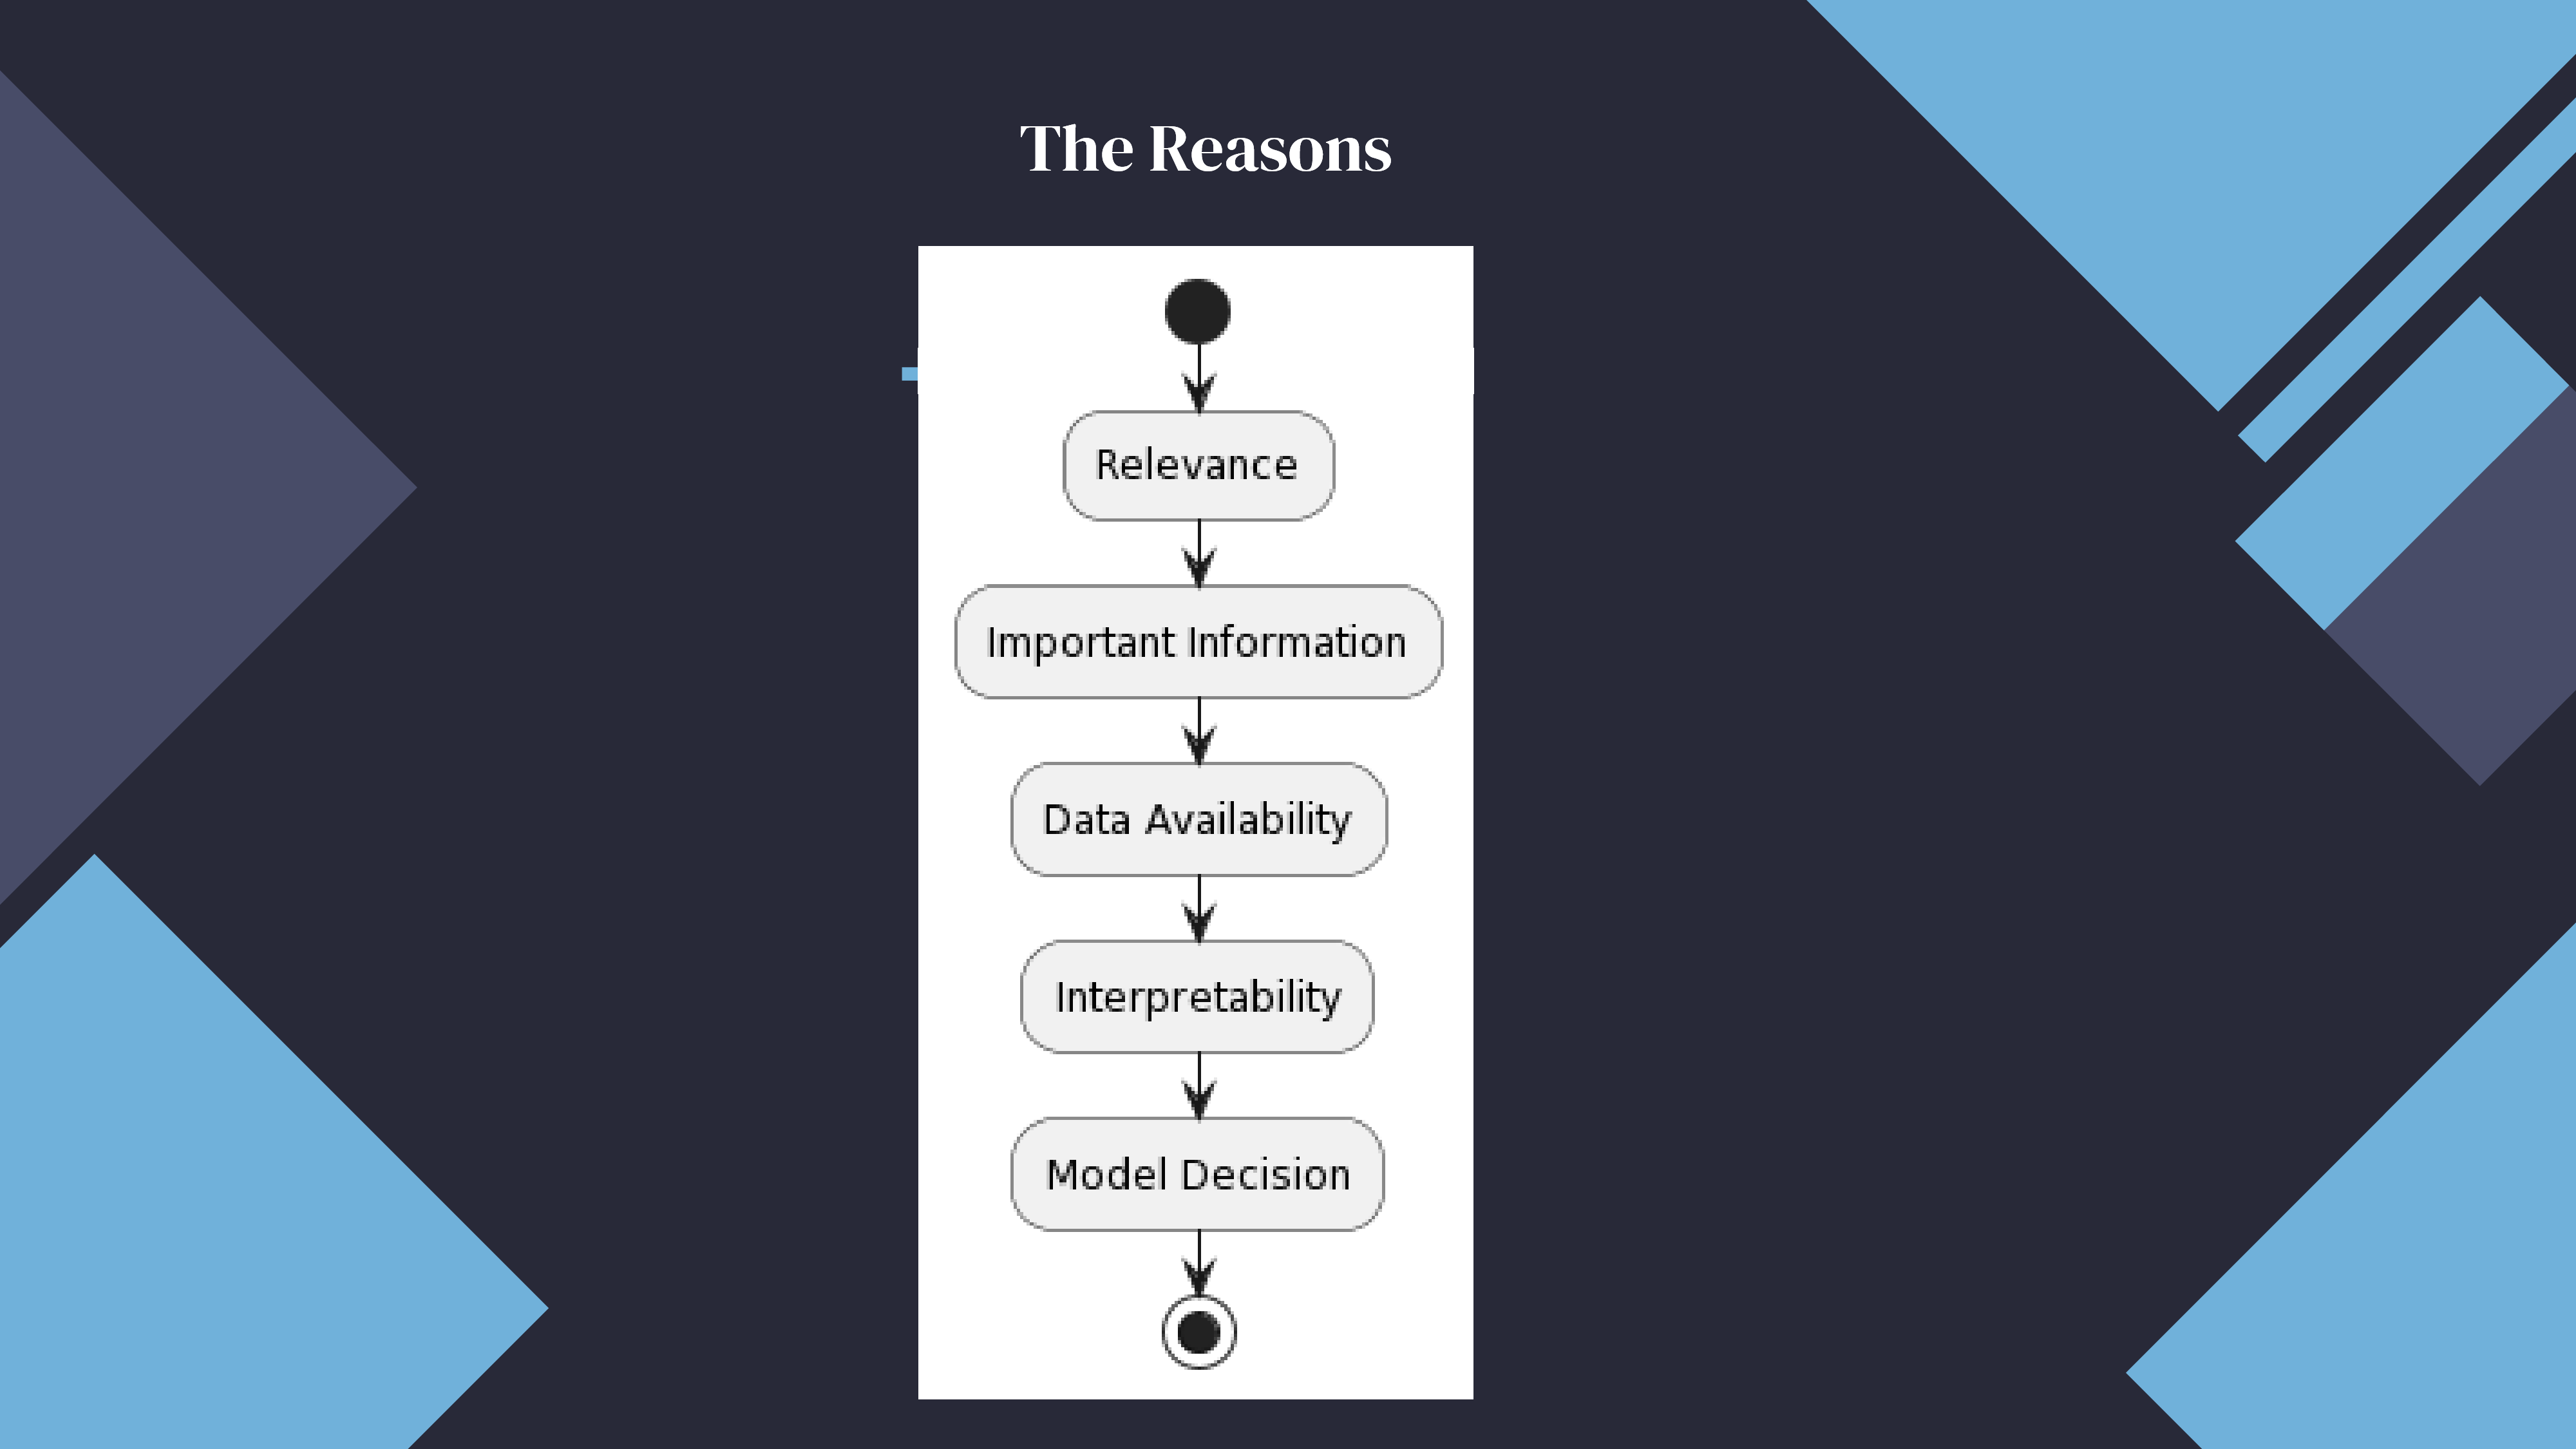 The Reasons
Relevance
Important Information
Data Availability
Interpretability
Model Decision